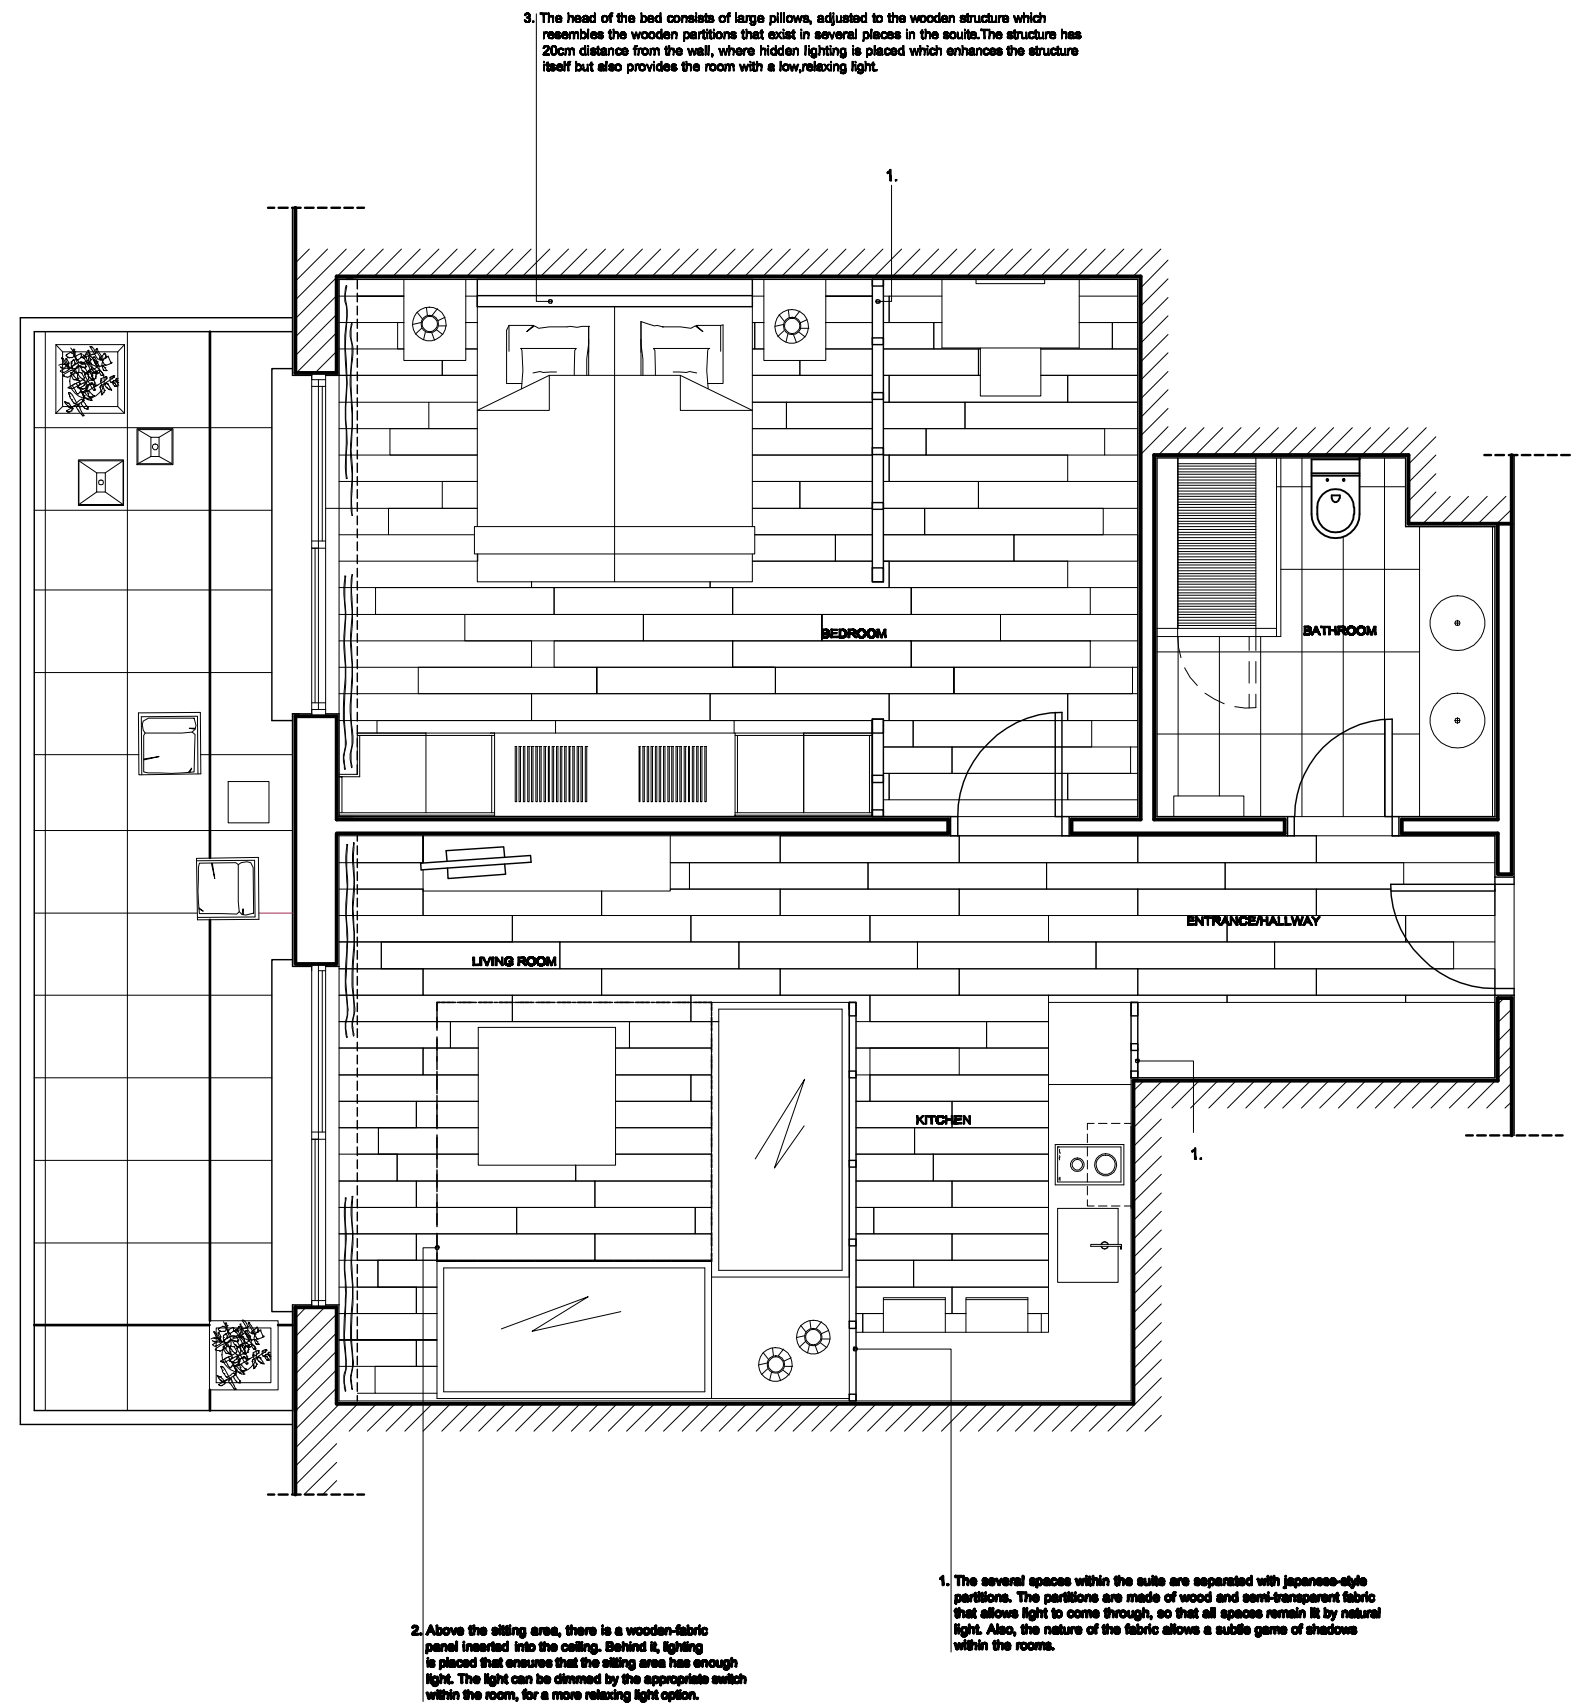 3. The head of the bed consists of large pillows, adjusted to the wooden structure which
resembles the wooden partitions that exist in several places in the souite.The structure has
20cm distance from the wall, where hidden lighting is placed which enhances the structure
itself but also provides the room with a low,relaxing light.
1.
BEDROOM
BATHROOM
ENTRANCE/HALLWAY
LIVING ROOM
KITCHEN
1.
1. The several spaces within the suite are separated with japanese-style
partitions. The partitions are made of wood and semi-transparent fabric
that allows light to come through, so that all spaces remain lit by natural
light. Also, the nature of the fabric allows a subtle game of shadows
within the rooms.
2. Above the sitting area, there is a wooden-fabric
panel inserted into the ceiling. Behind it, lighting
is placed that ensures that the sitting area has enough
light. The light can be dimmed by the appropriate switch
within the room, for a more relaxing light option.